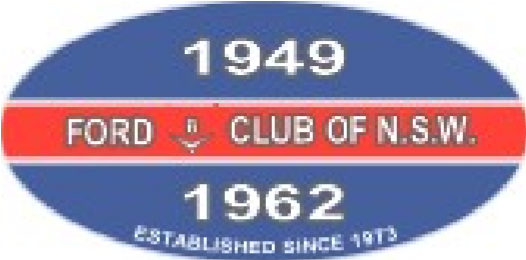 1949
FORD CLUB OF N.S.W.
1962
ESTABLISHED SINCE 1973